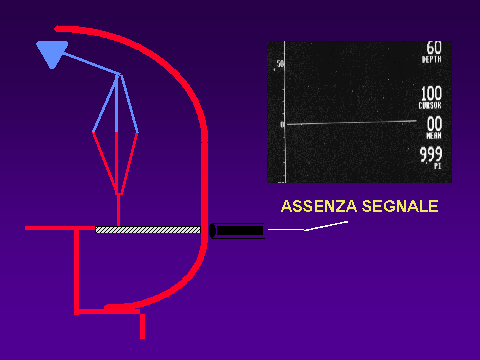 60
DEPTH
50
100
CURSOR
0
00
MEAN
999
PI
ASSENZA SEGNALE